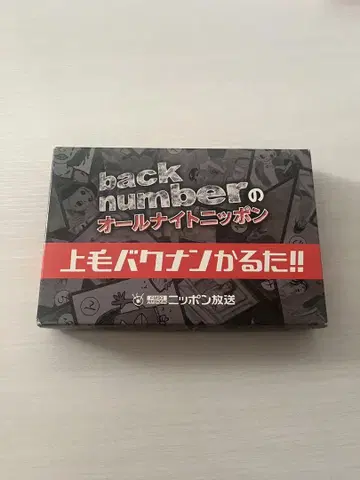 back
numberの
オールナイトニッポン
上毛バクナンかるた!!
ニッポン放送